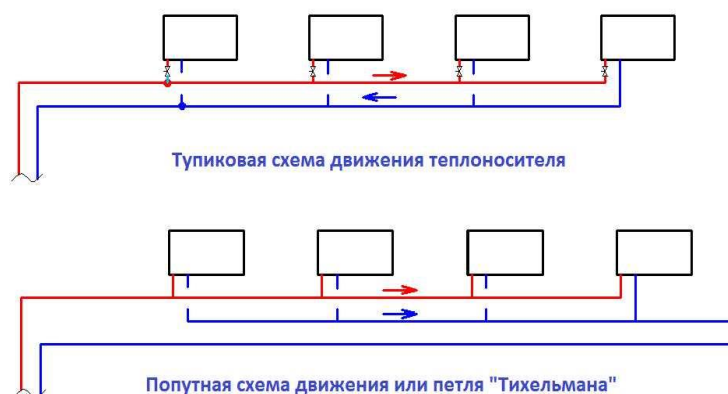 Тупиковая схема движения теплоносителя
Попутная схема движения или петля "Тихельмана"